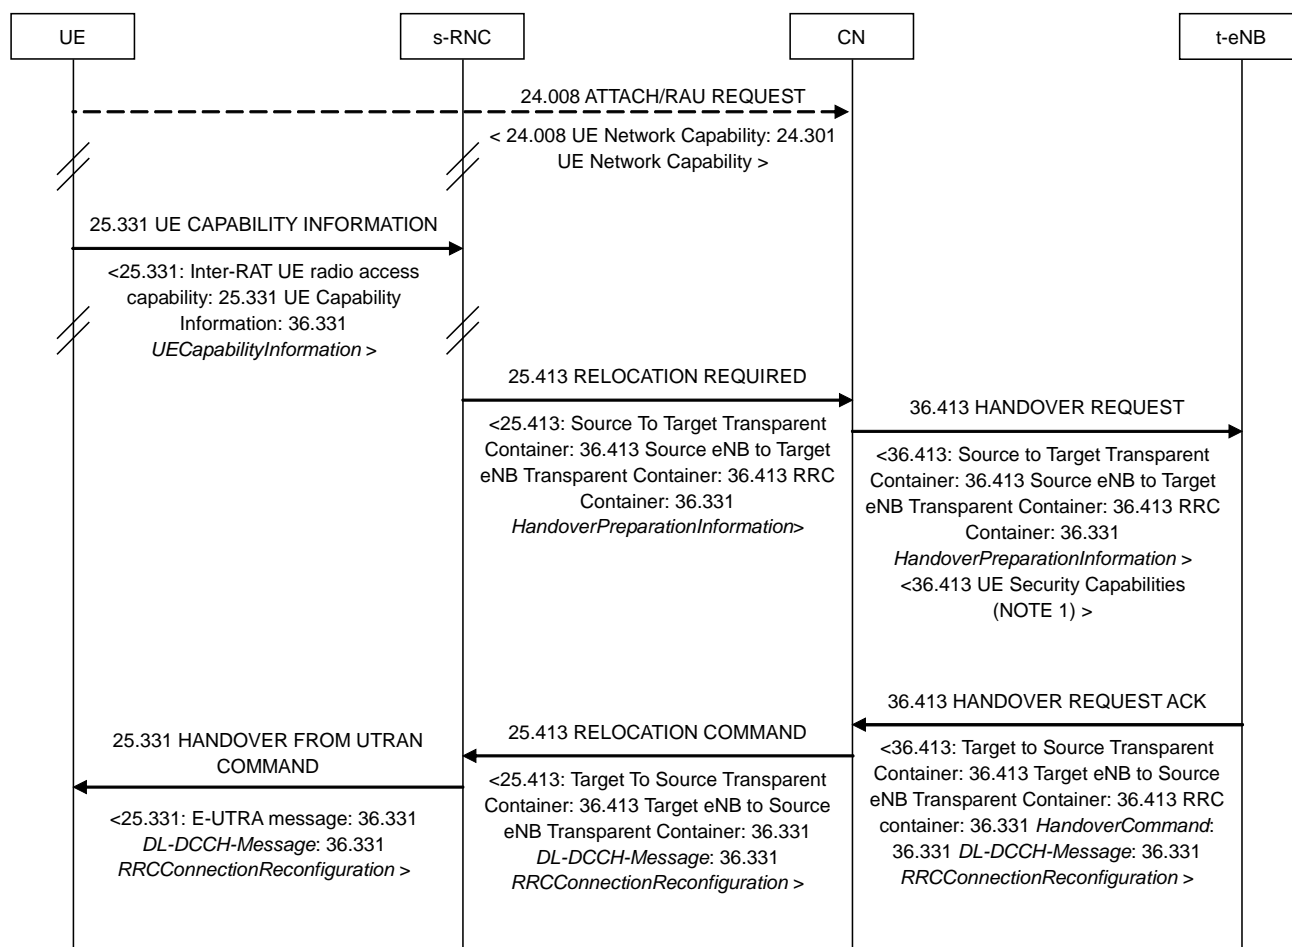 UE
s-RNC
CN
t-eNB
24.008 ATTACH/RAU REQUEST
< 24.008 UE Network Capability: 24.301
UE Network Capability >
25.331 UE CAPABILITY INFORMATION
<25.331: Inter-RAT UE radio access
capability: 25.331 UE Capability
Information: 36.331
UECapabilityInformation >
25.413 RELOCATION REQUIRED
<25.413: Source To Target Transparent
Container: 36.413 Source eNB to Target
eNB Transparent Container: 36.413 RRC
Container: 36.331
HandoverPreparationInformation>
36.413 HANDOVER REQUEST
<36.413: Source to Target Transparent
Container: 36.413 Source eNB to Target
eNB Transparent Container: 36.413 RRC
Container: 36.331
HandoverPreparationInformation >
<36.413 UE Security Capabilities
(NOTE 1) >
36.413 HANDOVER REQUEST ACK
<36.413: Target to Source Transparent
Container: 36.413 Target eNB to Source
eNB Transparent Container: 36.413 RRC
container: 36.331 HandoverCommand:
36.331 DL-DCCH-Message: 36.331
RRCConnectionReconfiguration >
25.413 RELOCATION COMMAND
<25.413: Target To Source Transparent
Container: 36.413 Target eNB to Source
eNB Transparent Container: 36.331
DL-DCCH-Message: 36.331
RRCConnectionReconfiguration >
25.331 HANDOVER FROM UTRAN
COMMAND
<25.331: E-UTRA message: 36.331
DL-DCCH-Message: 36.331
RRCConnectionReconfiguration >